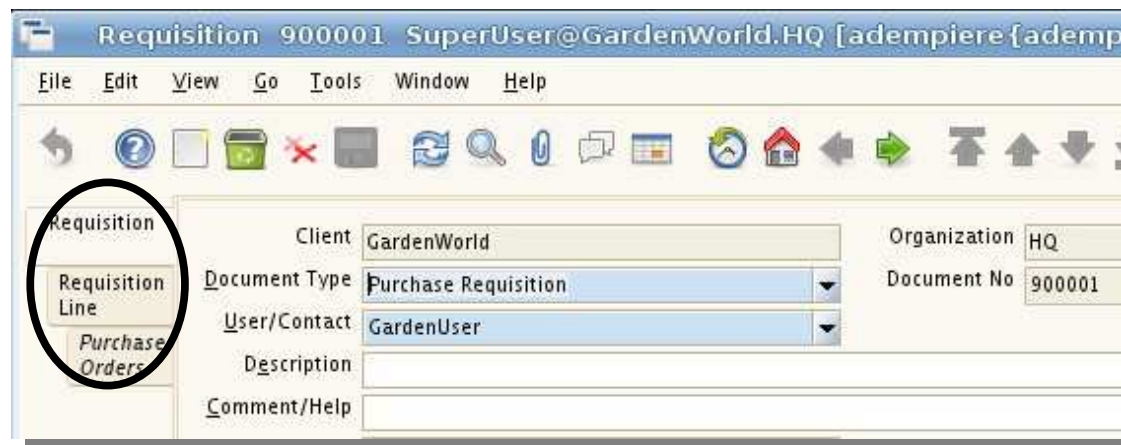 Requisition 900001 SuperUser@GardenWorld.HQ [adempiere{ademp
File Edit View Go Tools Window Help
Requisition
Requisition
Line
Purchase
Orders
Client GardenWorld Organization HQ
Document Type Purchase Requisition Document No 900001
User/Contact GardenUser
Description
Comment/Help